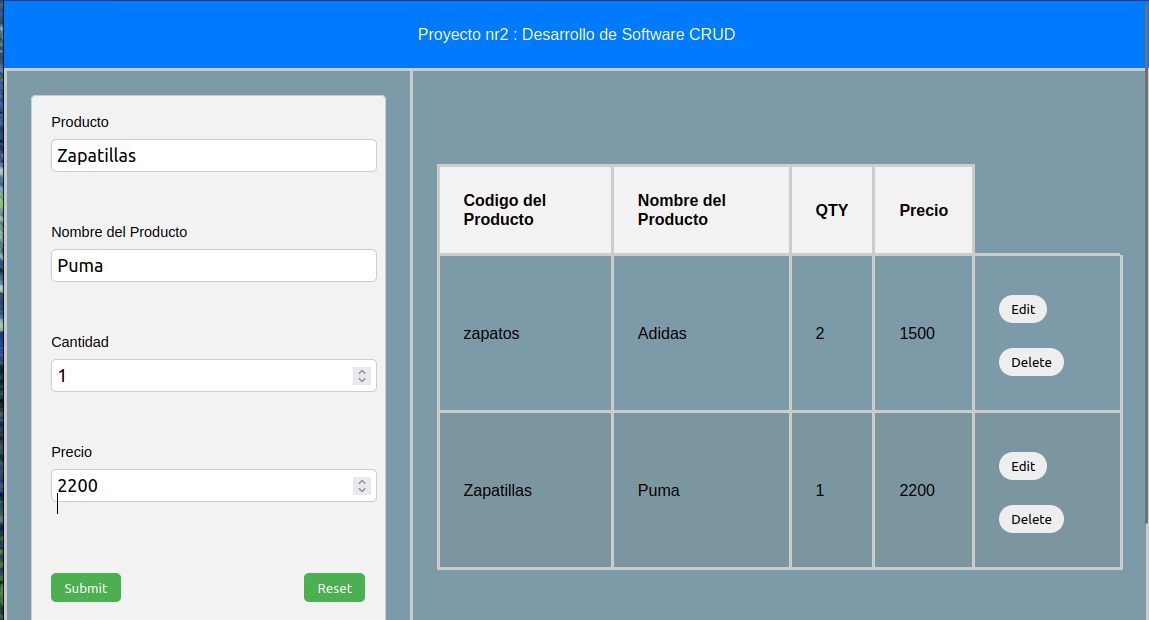 Proyecto nr2 : Desarrollo de Software CRUD
Producto
Zapatillas
Nombre del Producto
Puma
Cantidad
1
Precio
2200
Submit
Reset
Codigo del
Producto
Nombre del
Producto
QTY
Precio
zapatos
Adidas
2
1500
Edit
Delete
Zapatillas
Puma
1
2200
Edit
Delete